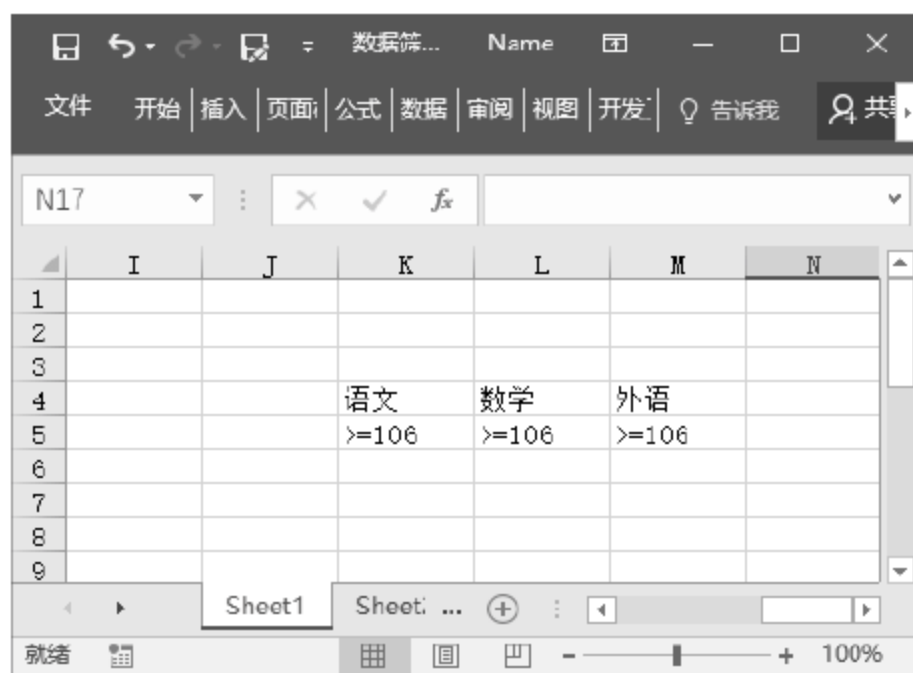 数据筛... Name
文件 开始 插入 页面 公式 数据 审阅 视图 开发 告诉我 共
N17 fx
I J K L M N
1
2
3
4 语文 数学 外语
5 >=106 >=106 >=106
6
7
8
9
Sheet1 Sheet: ...
就绪 100%